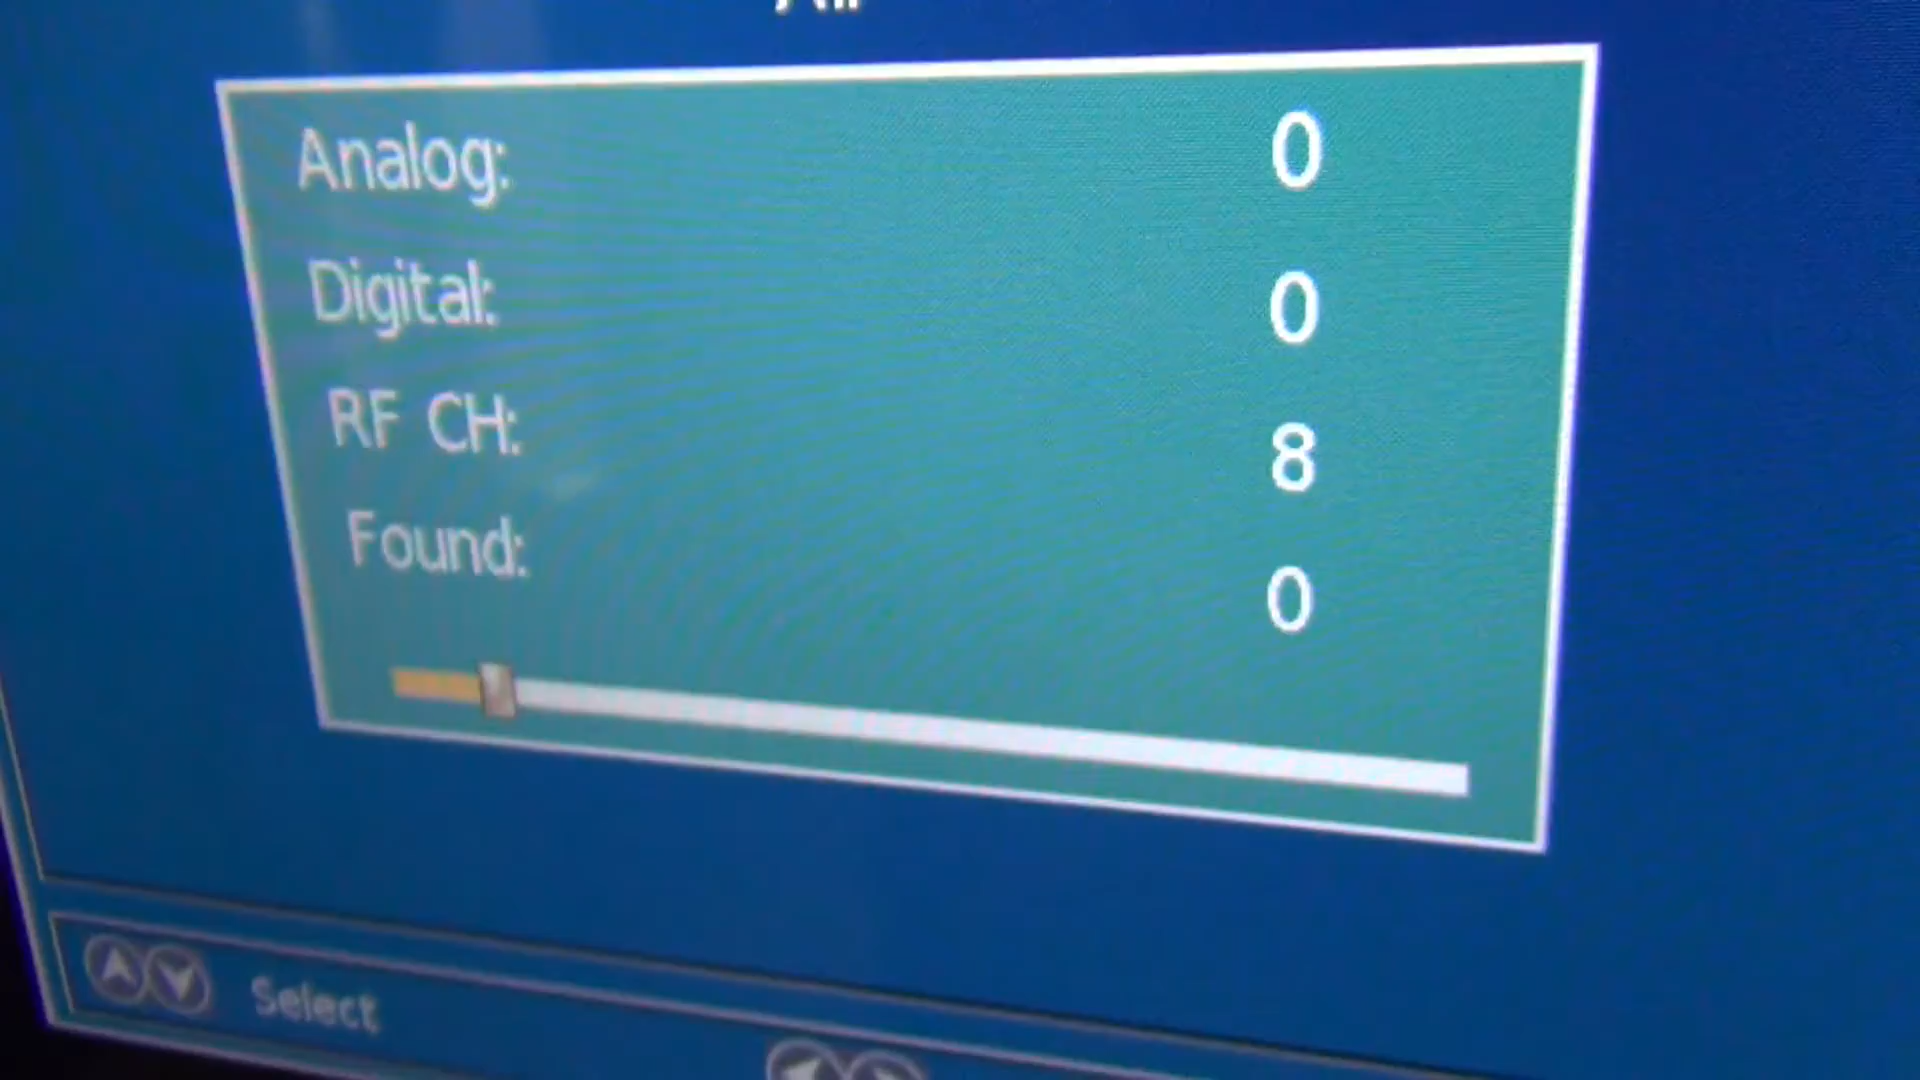 Analog: 0
Digital: 0
RF CH: 8
Found: 0
Select